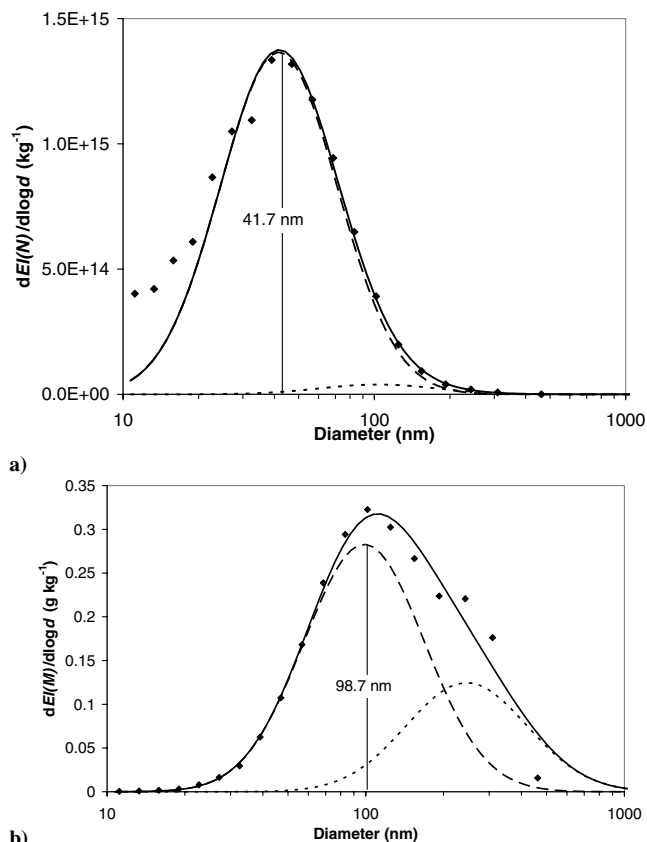 1.5E+15
1.0E+15
5.0E+14
0.0E+00
dEI(N)/dlogd (kg⁻¹)
41.7 nm
10
100
1000
Diameter (nm)
a)
0.35
0.3
0.25
0.2
0.15
0.1
0.05
0
dEI(M)/dlogd (g kg⁻¹)
98.7 nm
10
100
1000
Diameter (nm)
b)